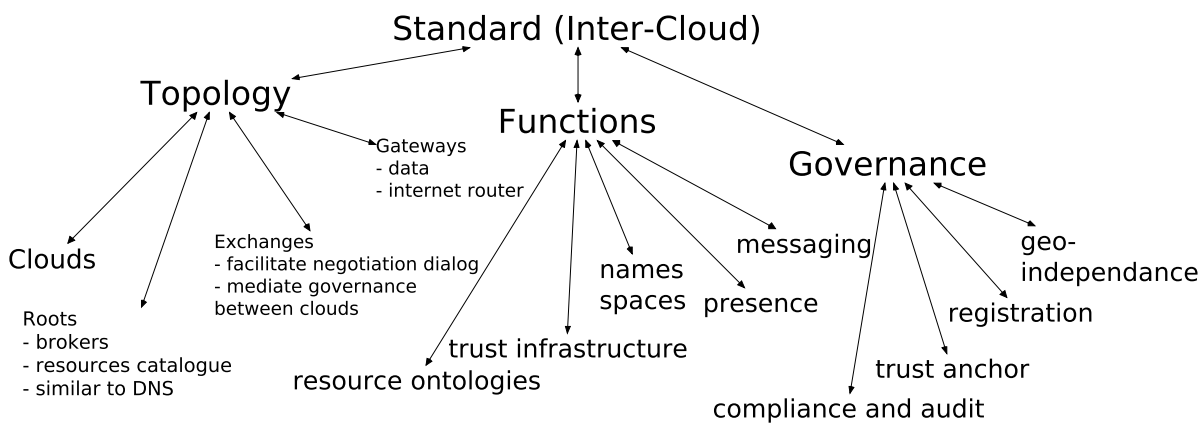 Standard (Inter-Cloud)
Topology
Functions
Governance
Gateways
- data
- internet router
Clouds
Exchanges
- facilitate negotiation dialog
- mediate governance
between clouds
Roots
- brokers
- resources catalogue
- similar to DNS
messaging
names
spaces
presence
trust infrastructure
resource ontologies
geo-
independance
registration
trust anchor
compliance and audit